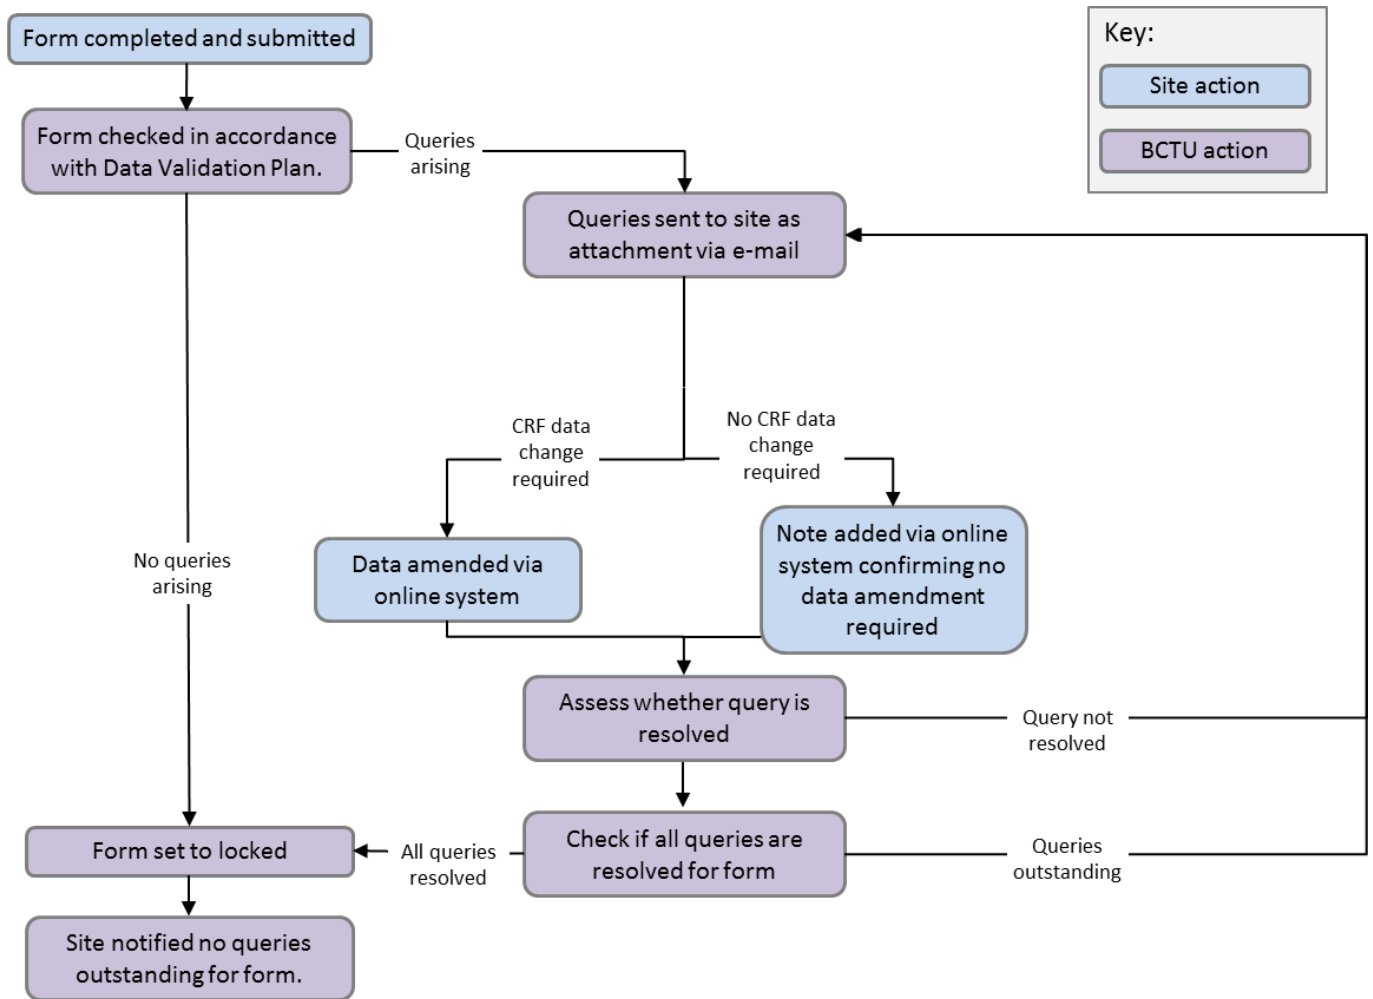 Form completed and submitted
Key:
Site action
BCTU action
Form checked in accordance
with Data Validation Plan.
Queries
arising
Queries sent to site as
attachment via e-mail
CRF data
change
required
No CRF data
change
required
No queries
arising
Data amended via
online system
Note added via online
system confirming no
data amendment
required
Assess whether query is
resolved
Query not
resolved
Form set to locked
All queries
resolved
Check if all queries are
resolved for form
Queries
outstanding
Site notified no queries
outstanding for form.